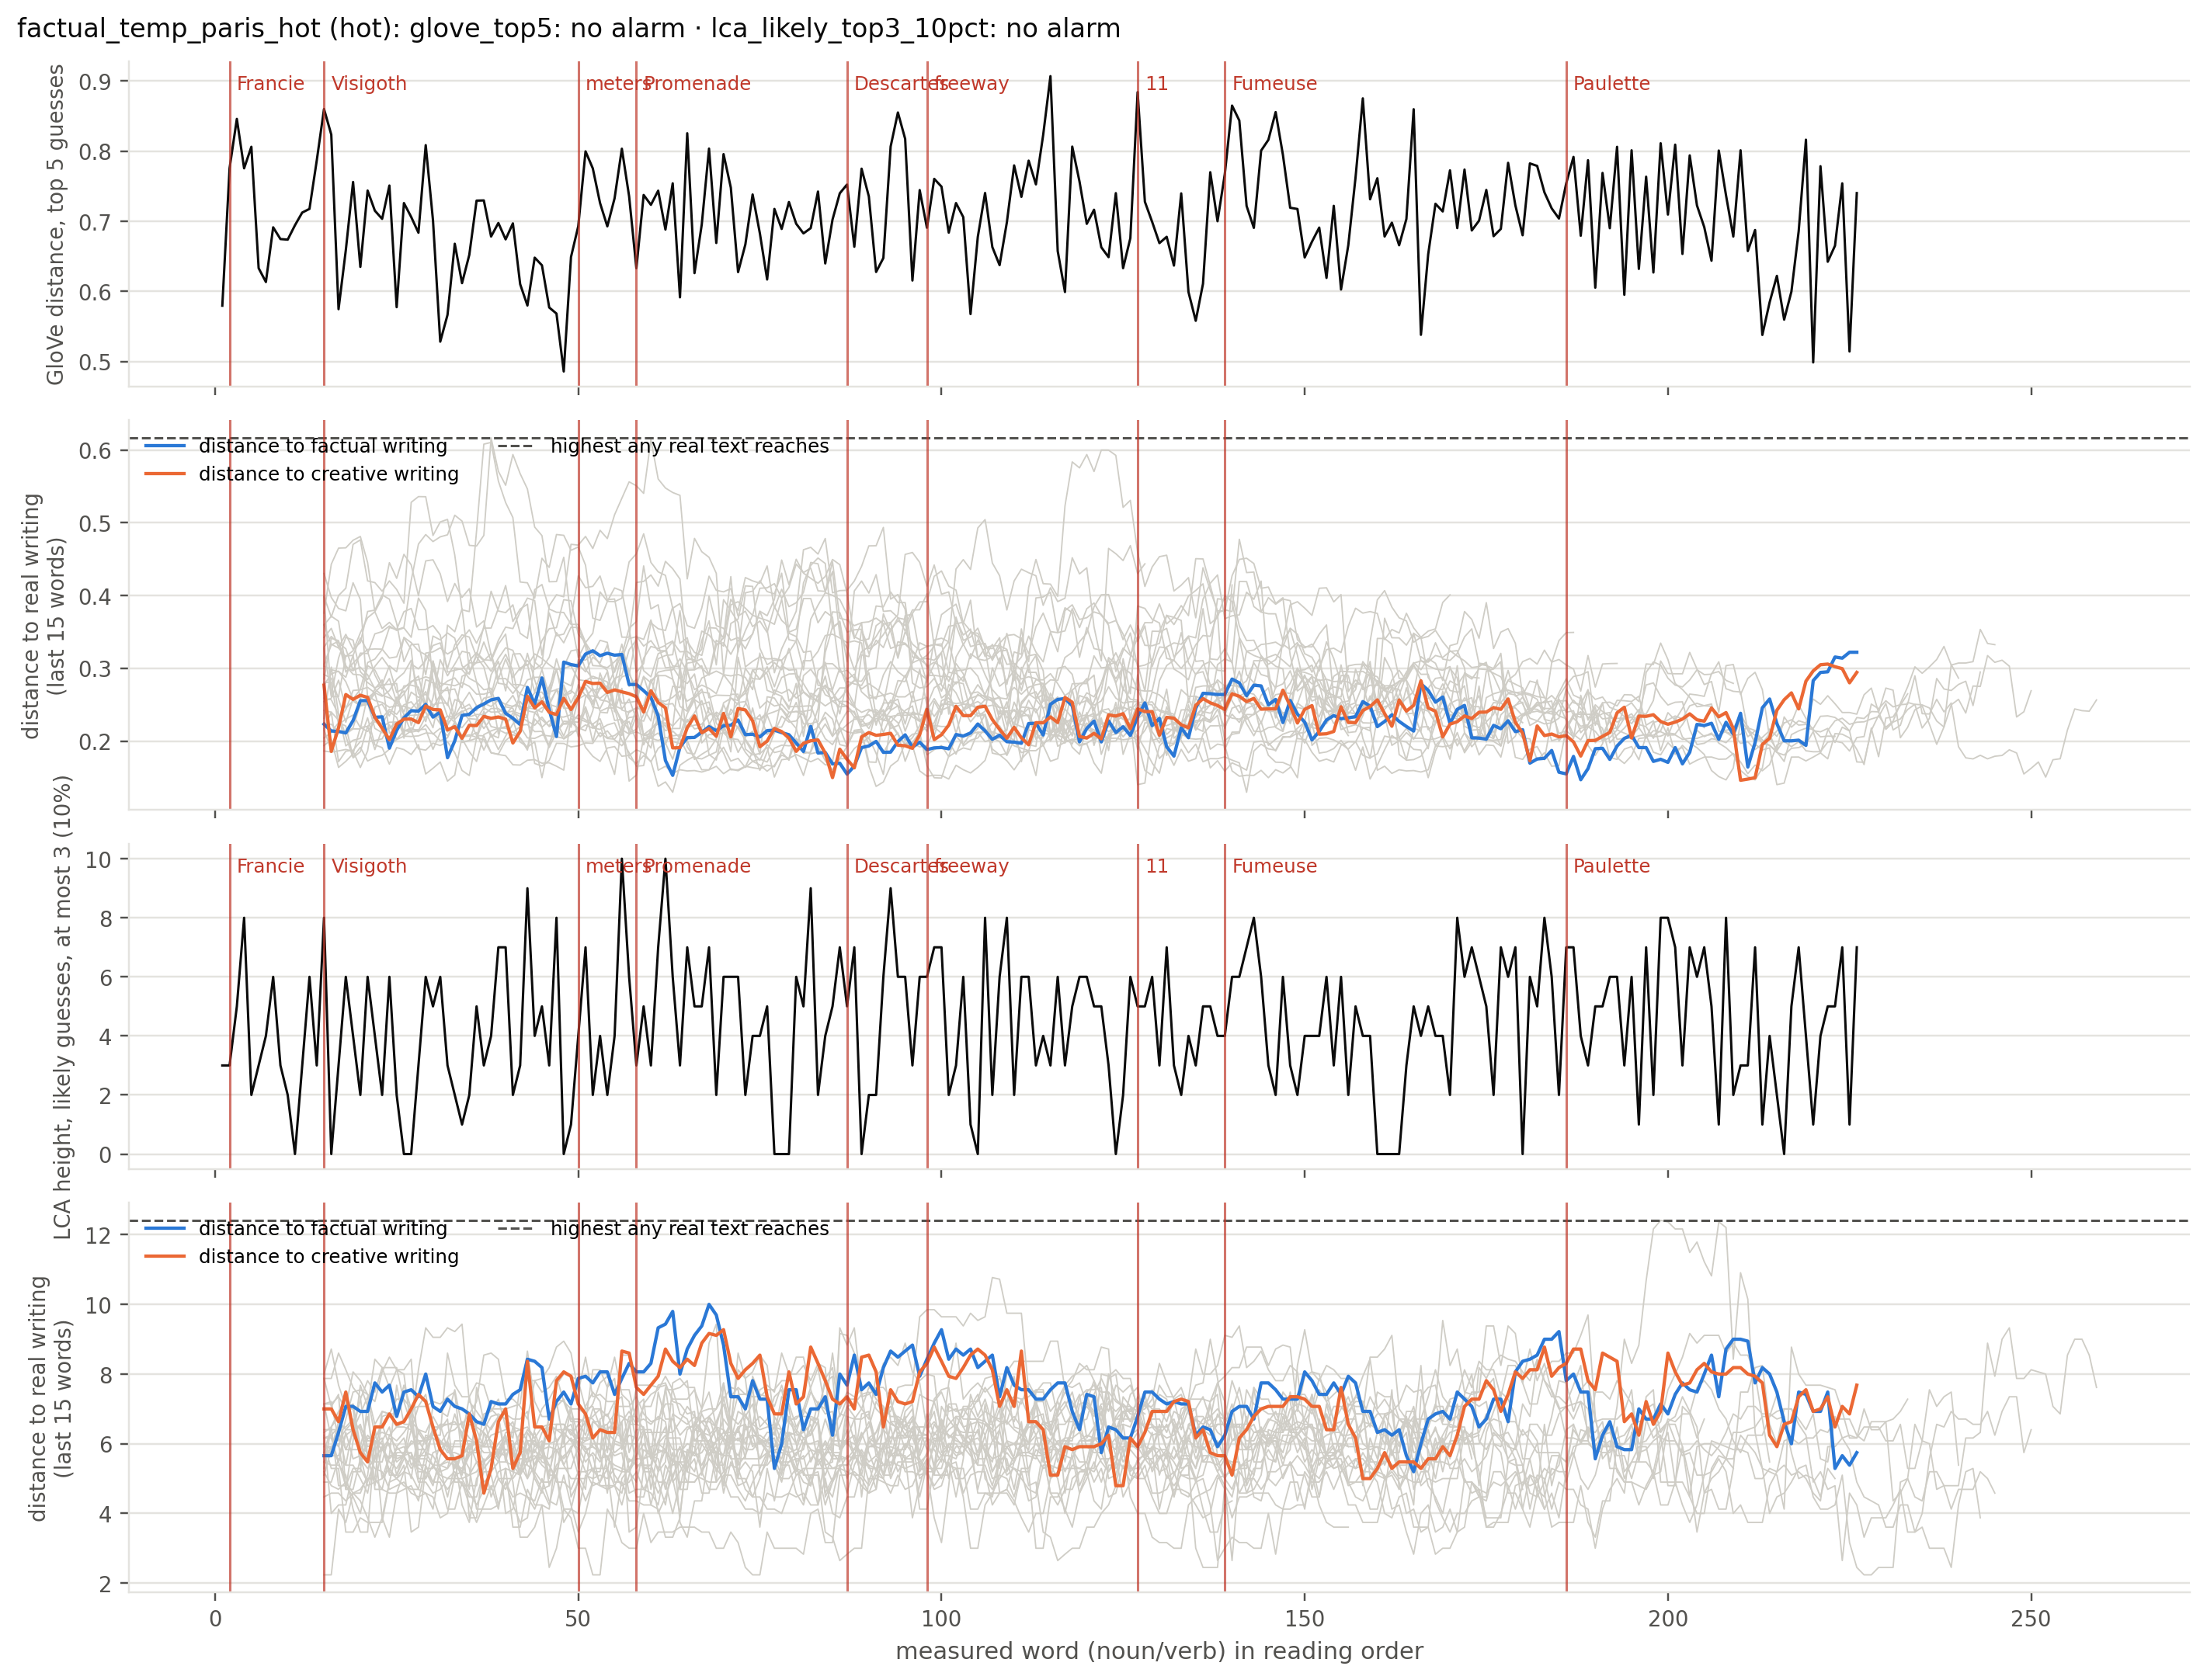 factual_temp_paris_hot (hot): glove_top5: no alarm · lca_likely_top3_10pct: no alarm
GloVe distance, top 5 guesses
0.9
0.8
0.7
0.6
0.5
Francie
Visigoth
meters
Promenade
Descartes
freeway
11
Fumeuse
Paulette
distance to real writing
(last 15 words)
0.6
0.5
0.4
0.3
0.2
distance to factual writing
distance to creative writing
highest any real text reaches
LCA height, likely guesses, at most 3 (10%)
10
8
6
4
2
0
Francie
Visigoth
meters
Promenade
Descartes
freeway
11
Fumeuse
Paulette
distance to real writing
(last 15 words)
12
10
8
6
4
2
distance to factual writing
distance to creative writing
highest any real text reaches
0 50 100 150 200 250
measured word (noun/verb) in reading order